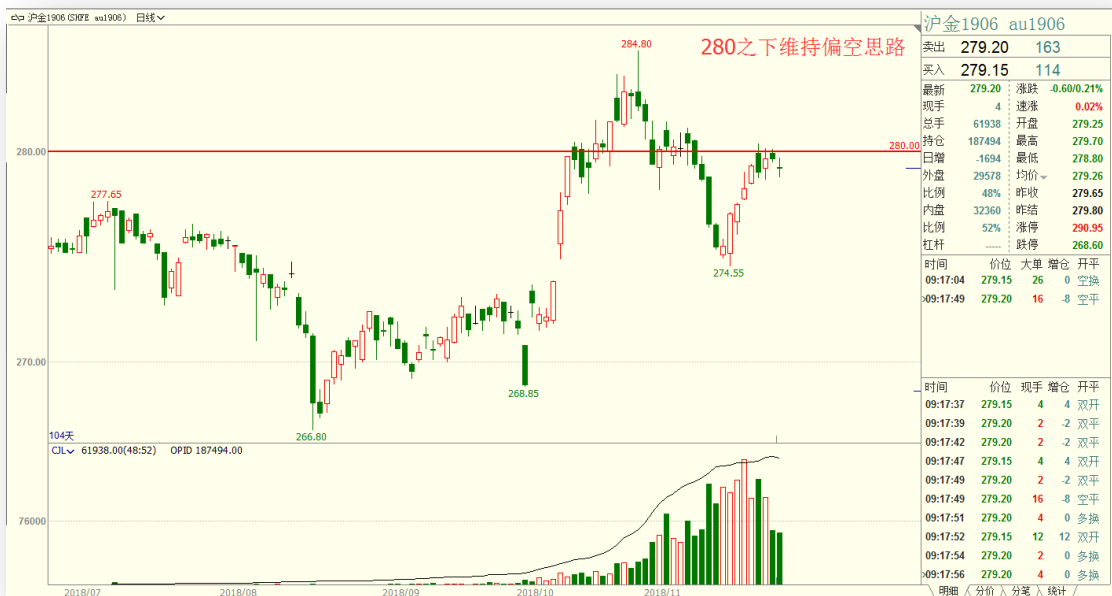 沪金1906(SHFE au1906) 日线
280之下维持偏空思路
284.80
280.00
280.00
277.65
274.55
270.00
268.85
266.80
104天
CJL 61938.00(48:52) OPID 187494.00
76000
2018/07 2018/08 2018/09 2018/10 2018/11
沪金1906 au1906
卖出 279.20 163
买入 279.15 114
最新 279.20 涨跌 -0.60/0.21%
现手 4 速涨 0.02%
总手 61938 开盘 279.25
持仓 187494 最高 279.70
日增 -1694 最低 278.80
外盘 29578 均价 279.26
比例 48% 昨收 279.65
内盘 32360 昨结 279.80
比例 52% 涨停 290.95
杠杆 ----- 跌停 268.60
时间 价位 大单 增仓 开平
09:17:04 279.15 26 0 空换
09:17:49 279.20 16 -8 空平
时间 价位 现手 增仓 开平
09:17:37 279.15 4 4 双开
09:17:39 279.20 2 -2 双平
09:17:42 279.20 2 -2 双平
09:17:47 279.15 4 4 双开
09:17:49 279.20 2 -2 双平
09:17:49 279.20 16 -8 空平
09:17:51 279.20 4 0 多换
09:17:52 279.15 12 12 双开
09:17:54 279.20 2 0 多换
09:17:56 279.20 4 0 多换
明细 分价 分笔 统计